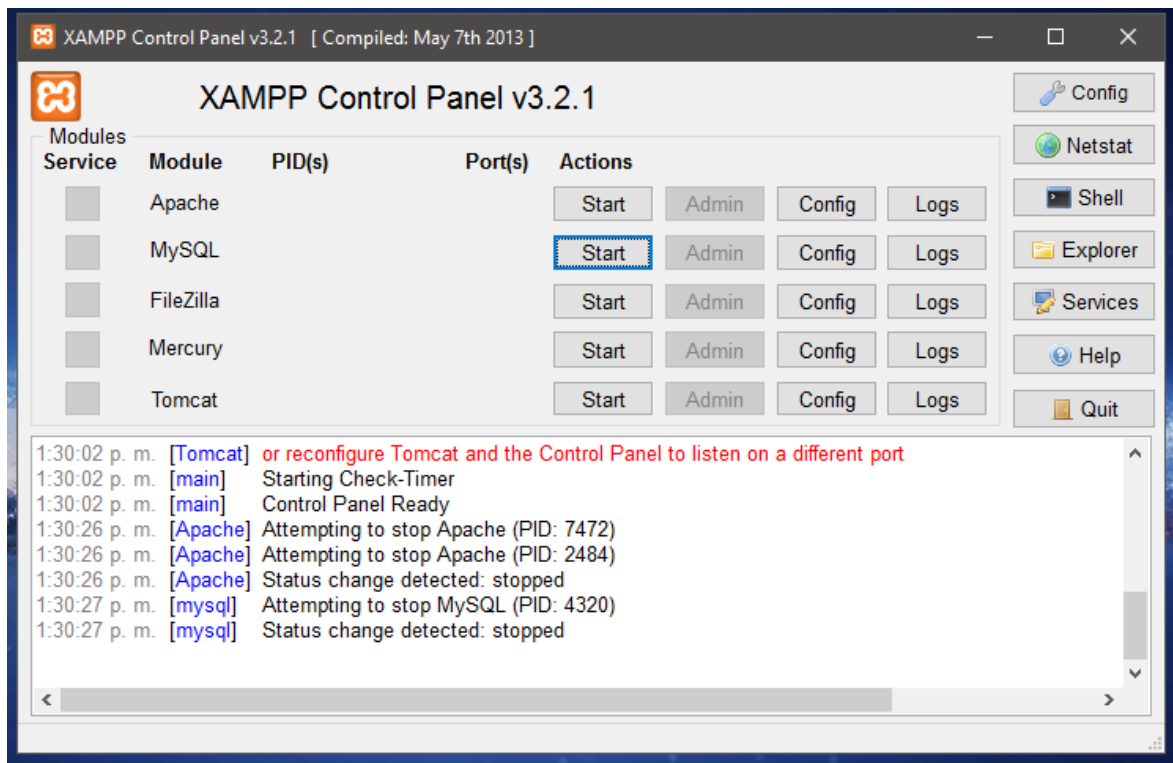 XAMPP Control Panel v3.2.1 [ Compiled: May 7th 2013 ]
XAMPP Control Panel v3.2.1
Config
Modules
Netstat
Service Module PID(s) Port(s) Actions
Apache Start Admin Config Logs
Shell
MySQL Start Admin Config Logs
Explorer
FileZilla Start Admin Config Logs
Services
Mercury Start Admin Config Logs
Help
Tomcat Start Admin Config Logs
Quit
1:30:02 p. m. [Tomcat] or reconfigure Tomcat and the Control Panel to listen on a different port
1:30:02 p. m. [main] Starting Check-Timer
1:30:02 p. m. [main] Control Panel Ready
1:30:26 p. m. [Apache] Attempting to stop Apache (PID: 7472)
1:30:26 p. m. [Apache] Attempting to stop Apache (PID: 2484)
1:30:26 p. m. [Apache] Status change detected: stopped
1:30:27 p. m. [mysql] Attempting to stop MySQL (PID: 4320)
1:30:27 p. m. [mysql] Status change detected: stopped